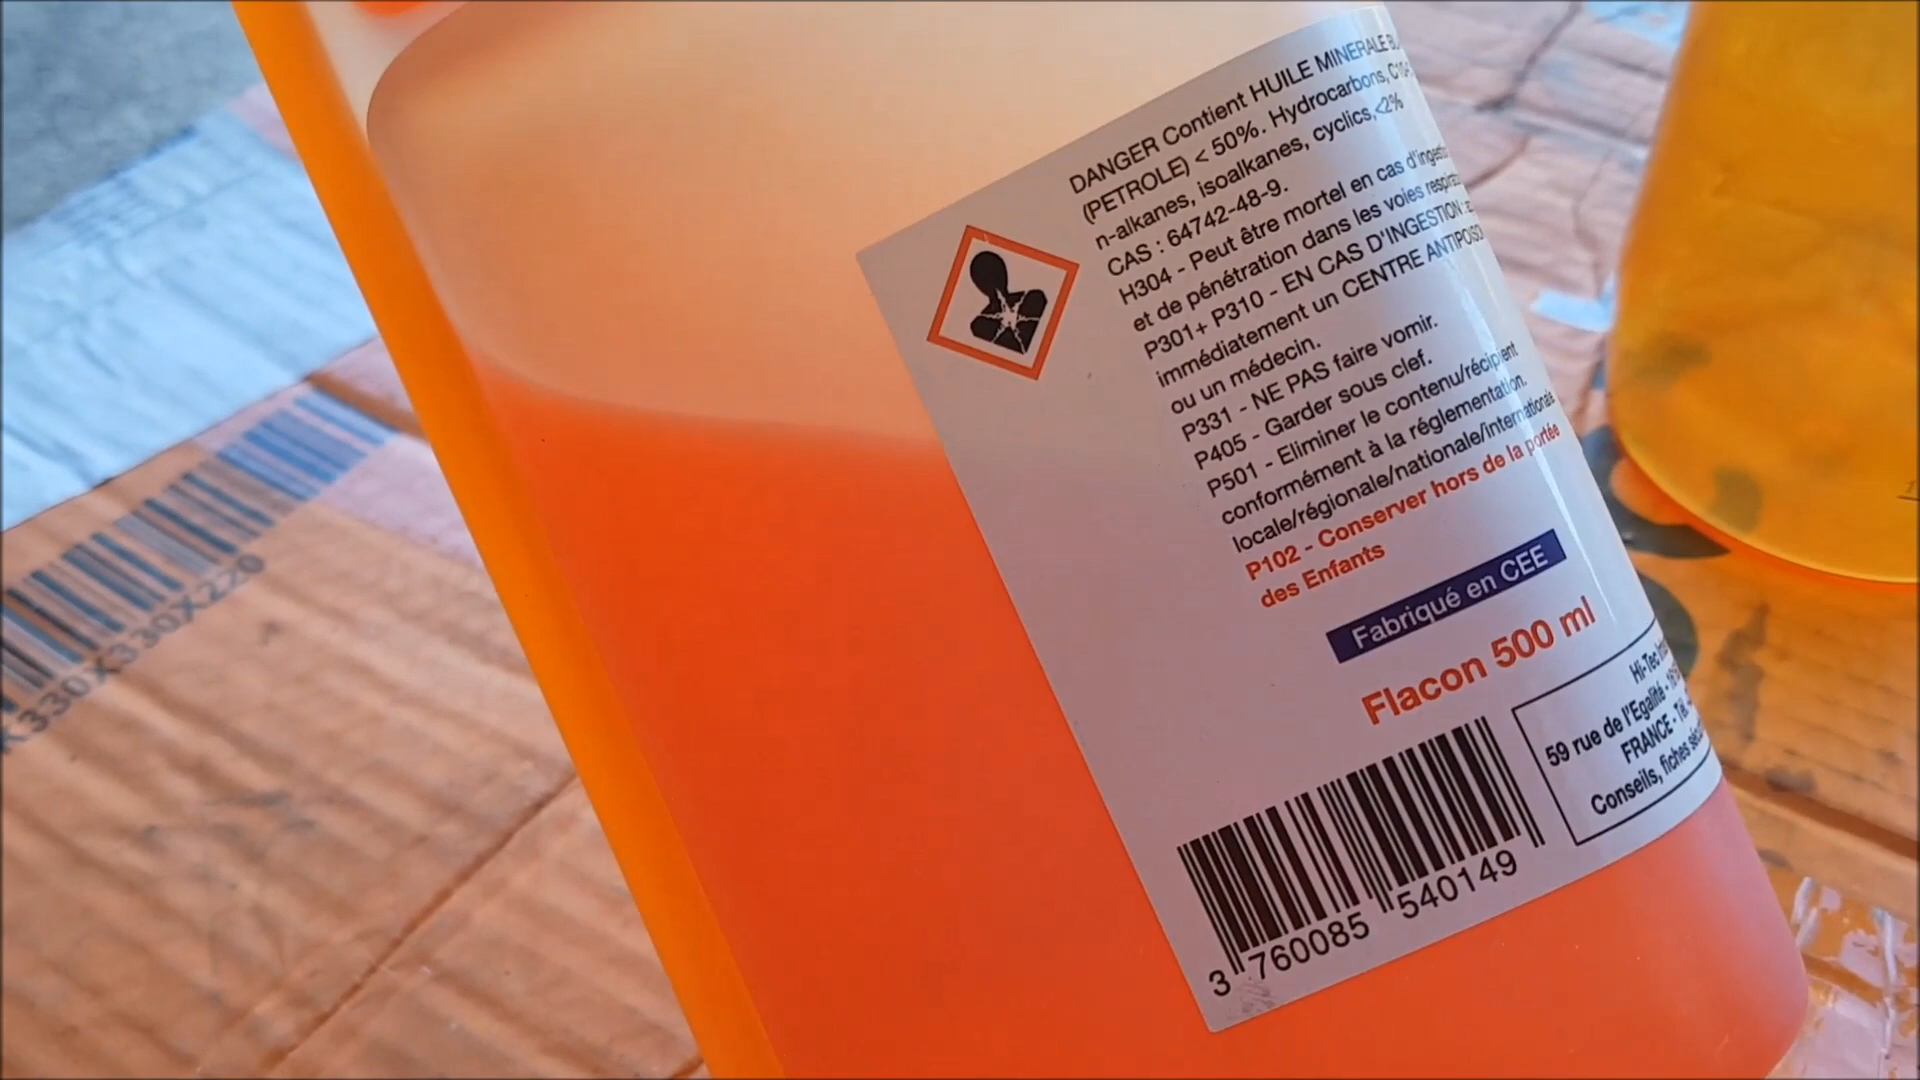 DANGER Contient HUILE MINERALE
(PETROLE) < 50%. Hydrocarbons,
n-alkanes, isoalkanes, cyclics,<2%
CAS : 64742-48-9.
H304 - Peut être mortel en cas
et de pénétration dans les voies
P301+ P310 - EN CAS D'INGESTION :
immédiatement un CENTRE
ou un médecin.
P331 - NE PAS faire vomir.
P405 - Garder sous clef.
P501 - Eliminer le contenu/récipient
conformément à la réglementation.
locale/régionale/nationale/internationale
P102 - Conserver hors de la portée
des Enfants
Fabriqué en CEE
Flacon 500 ml
Hi-Tec
59 rue de l'Egalité -
FRANCE - Tél.
Conseils, fiches
3 760085 540149
X330X330X220